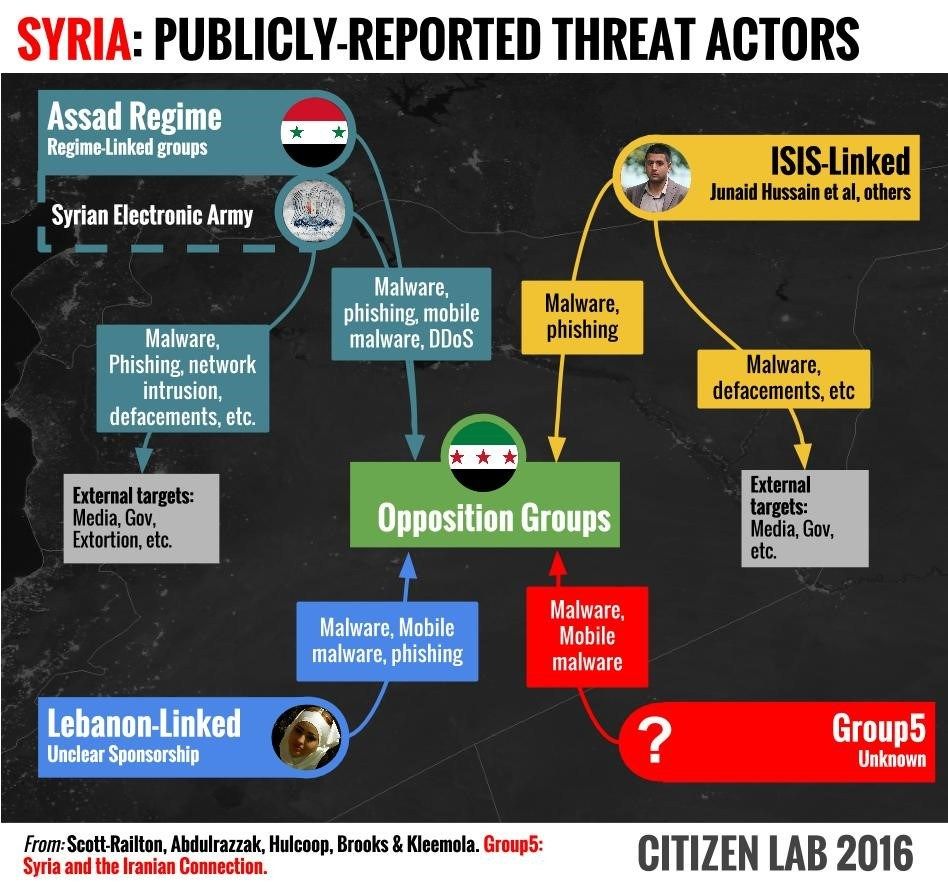 SYRIA: PUBLICLY-REPORTED THREAT ACTORS
Assad Regime
Regime-Linked groups
Syrian Electronic Army
ISIS-Linked
Junaid Hussain et al, others
Malware,
phishing, mobile
malware, DDoS
Malware,
phishing
Malware,
Phishing, network
intrusion,
defacements, etc.
Malware,
defacements, etc
External targets:
Media, Gov,
Extortion, etc.
Opposition Groups
External
targets:
Media, Gov,
etc.
Malware, Mobile
malware, phishing
Malware,
Mobile
malware
Lebanon-Linked
Unclear Sponsorship
?
Group5
Unknown
From: Scott-Railton, Abdulrazzak, Hulcoop, Brooks & Kleemola. Group5:
Syria and the Iranian Connection.
CITIZEN LAB 2016